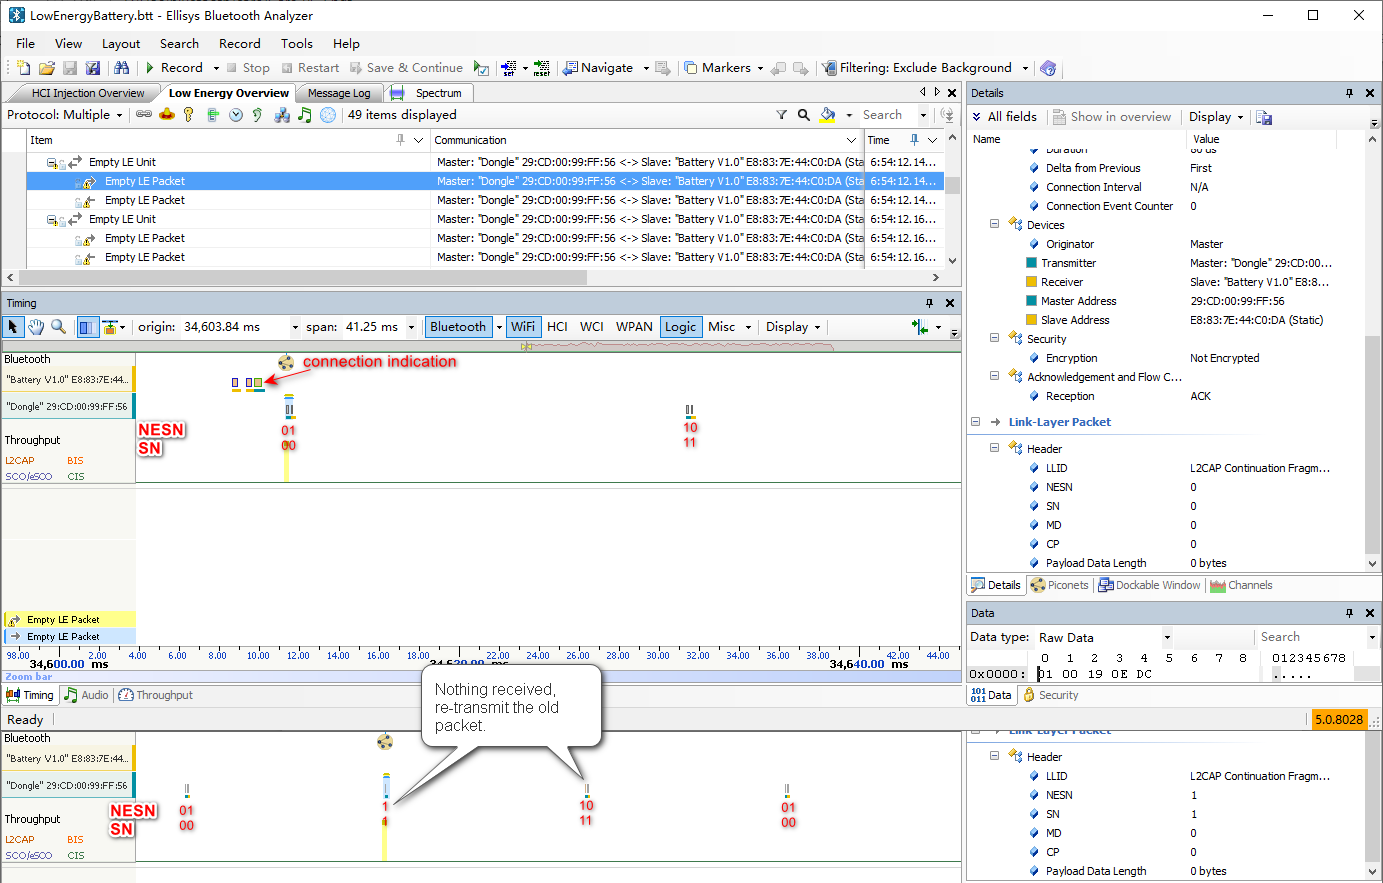 LowEnergyBattery.btt - Ellisys Bluetooth Analyzer
File View Layout Search Record Tools Help
Record Stop Restart Save & Continue Navigate Markers Filtering: Exclude Background
HCI Injection Overview Low Energy Overview Message Log Spectrum
Protocol: Multiple 49 items displayed Search
Item Communication Time
Empty LE Unit Master: "Dongle" 29:CD:00:99:FF:56 <-> Slave: "Battery V1.0" E8:83:7E:44:C0:DA (Sta 6:54:12.14...
Empty LE Packet Master: "Dongle" 29:CD:00:99:FF:56 <-> Slave: "Battery V1.0" E8:83:7E:44:C0:DA (Sta 6:54:12.14...
Empty LE Packet Master: "Dongle" 29:CD:00:99:FF:56 <-> Slave: "Battery V1.0" E8:83:7E:44:C0:DA (Sta 6:54:12.14...
Empty LE Unit Master: "Dongle" 29:CD:00:99:FF:56 <-> Slave: "Battery V1.0" E8:83:7E:44:C0:DA (Sta 6:54:12.16...
Empty LE Packet Master: "Dongle" 29:CD:00:99:FF:56 <-> Slave: "Battery V1.0" E8:83:7E:44:C0:DA (Sta 6:54:12.16...
Empty LE Packet Master: "Dongle" 29:CD:00:99:FF:56 <-> Slave: "Battery V1.0" E8:83:7E:44:C0:DA (Sta 6:54:12.16...
Timing
origin: 34,603.84 ms span: 41.25 ms Bluetooth WiFi HCI WCI WPAN Logic Misc Display
Bluetooth
connection indication
"Battery V1.0" E8:83:7E:44...
"Dongle" 29:CD:00:99:FF:56
NESN 01 10
SN 00 11
Throughput
L2CAP BIS
SCO/eSCO CIS
Empty LE Packet
Empty LE Packet
98.00 2.00 4.00 6.00 8.00 10.00 12.00 14.00 16.00 18.00 22.00 24.00 26.00 28.00 30.00 32.00 34.00 36.00 38.00 42.00 44.00
34,600.00 ms 34,620.00 ms 34,640.00 ms
Zoom bar
Timing Audio Throughput
Ready 5.0.8028
Details
All fields Show in overview Display
Name Value
Duration 80 us
Delta from Previous First
Connection Interval N/A
Connection Event Counter 0
Devices
Originator Master
Transmitter Master: "Dongle" 29:CD:00...
Receiver Slave: "Battery V1.0" E8:8...
Master Address 29:CD:00:99:FF:56
Slave Address E8:83:7E:44:C0:DA (Static)
Security
Encryption Not Encrypted
Acknowledgement and Flow C...
Reception ACK
Link-Layer Packet
Header
LLID L2CAP Continuation Fragm...
NESN 0
SN 0
MD 0
CP 0
Payload Data Length 0 bytes
Details Piconets Dockable Window Channels
Data
Data type: Raw Data Search
0 1 2 3 4 5 6 7 8 012345678
0x0000: 01 00 19 0E DC .....
Data Security
Nothing received,
re-transmit the old
packet.
Bluetooth
"Battery V1.0" E8:83:7E:44...
"Dongle" 29:CD:00:99:FF:56
NESN 01 1 10 01
SN 00 1 11 00
Throughput
L2CAP BIS
SCO/eSCO CIS
Link-Layer Packet
Header
LLID L2CAP Continuation Fragm...
NESN 1
SN 1
MD 0
CP 0
Payload Data Length 0 bytes